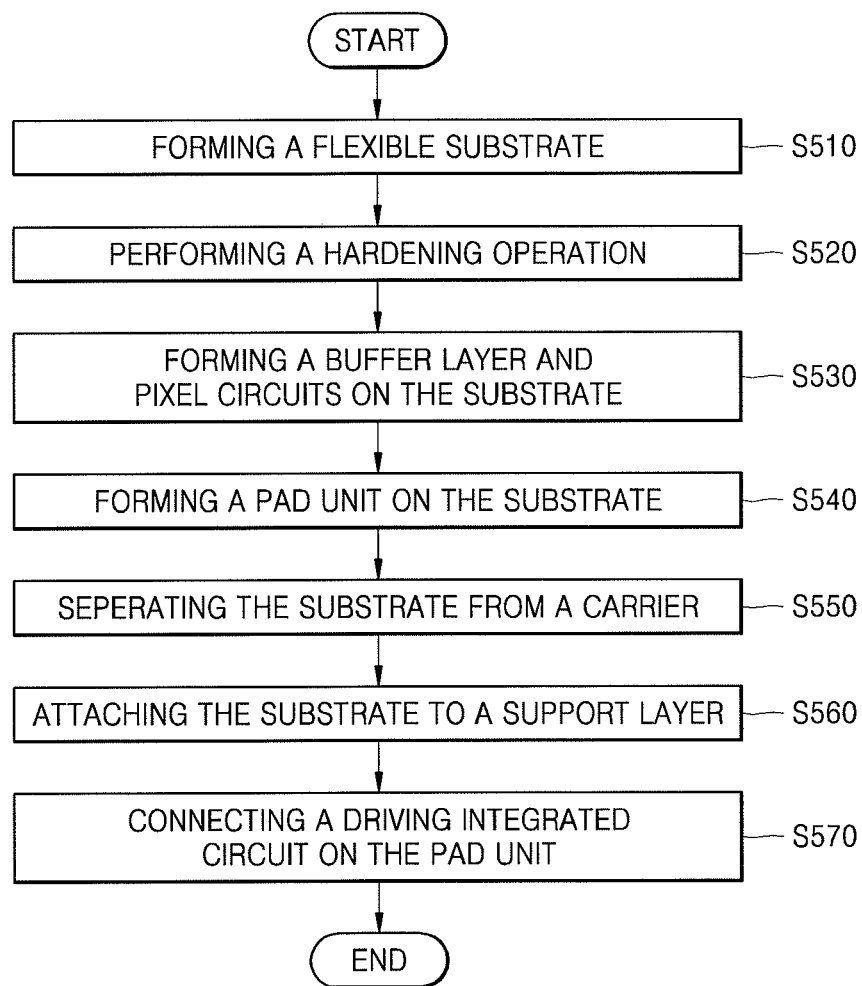 START
FORMING A FLEXIBLE SUBSTRATE
S510
PERFORMING A HARDENING OPERATION
S520
FORMING A BUFFER LAYER AND
PIXEL CIRCUITS ON THE SUBSTRATE
S530
FORMING A PAD UNIT ON THE SUBSTRATE
S540
SEPERATING THE SUBSTRATE FROM A CARRIER
S550
ATTACHING THE SUBSTRATE TO A SUPPORT LAYER
S560
CONNECTING A DRIVING INTEGRATED
CIRCUIT ON THE PAD UNIT
S570
END